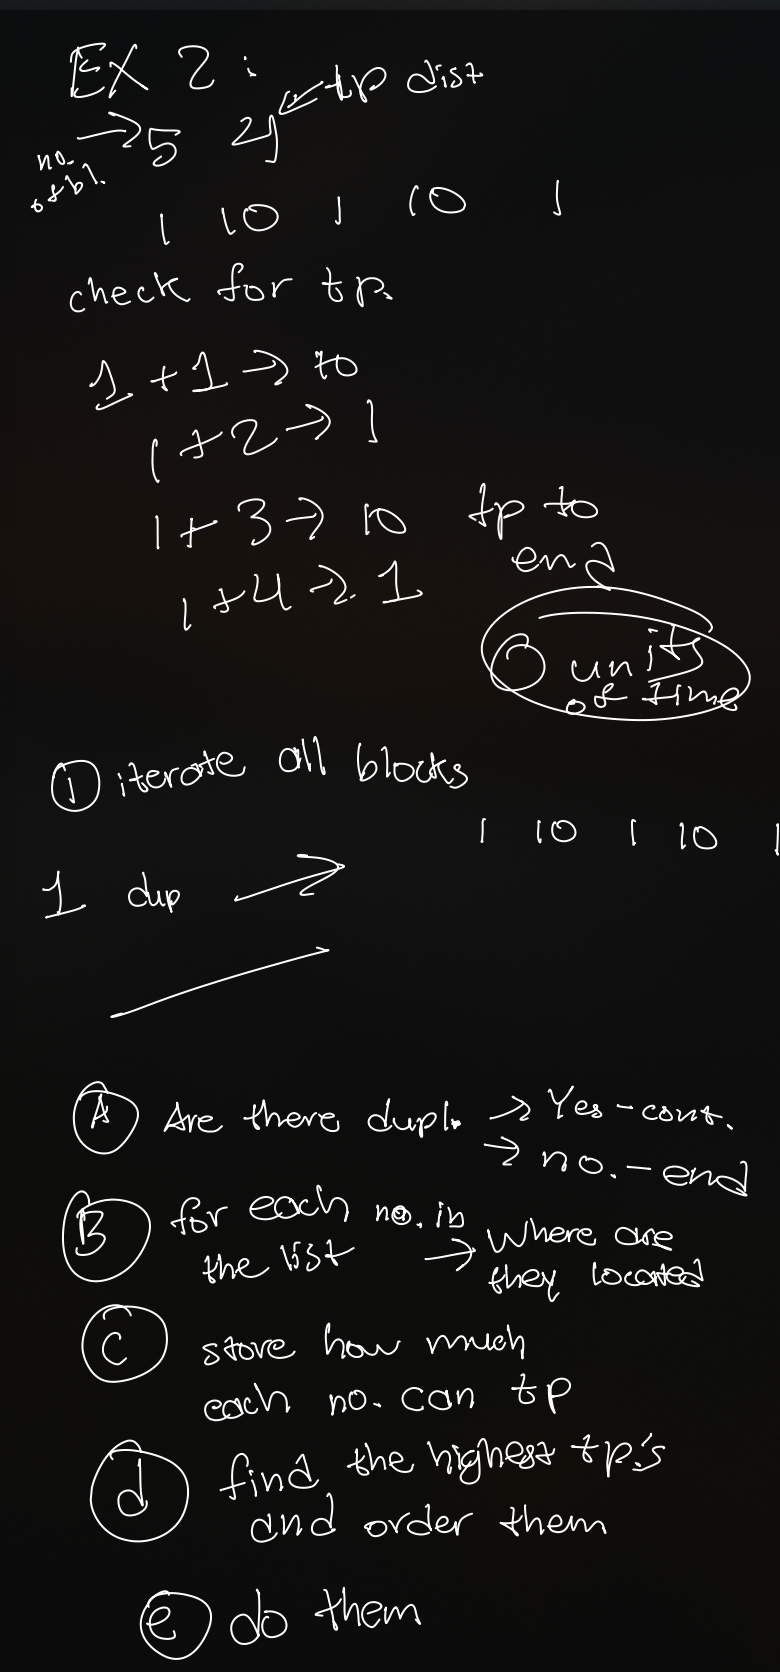 EX 2:
tp dist
no. of bl.
→ 5 4
1 10 1 10 1
check for tp.
1 + 1 → 10
1 + 2 → 1
1 + 3 → 10
tp to
end
1 + 4 → 1
0 units
of time
① iterate all blocks
1 10 1 10 1
1 dup →
A Are there dupl. → Yes - cont.
→ no. - end
B for each no. in
the list → Where are
they located
C store how much
each no. can tp
d find the highest tp's
and order them
e do them